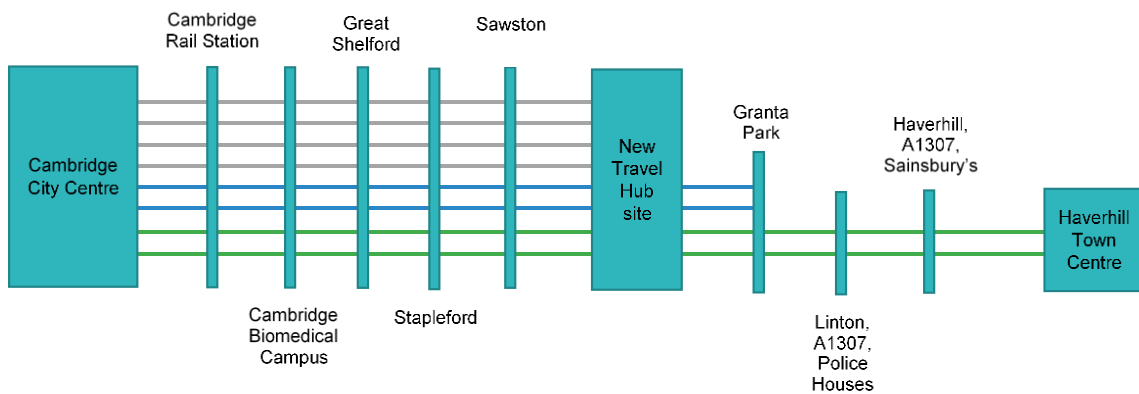 Cambridge
Rail Station
Great
Shelford
Sawston
Cambridge
City Centre
New
Travel
Hub
site
Granta
Park
Haverhill,
A1307,
Sainsbury's
Haverhill
Town
Centre
Cambridge
Biomedical
Campus
Stapleford
Linton,
A1307,
Police
Houses